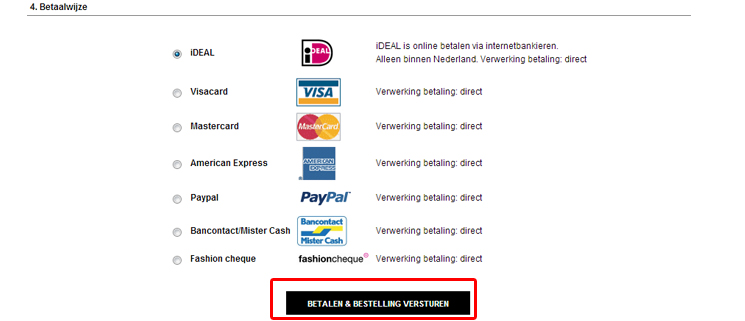 4. Betaalwijze
iDEAL
iDEAL
iDEAL is online betalen via internetbankieren.
Alleen binnen Nederland. Verwerking betaling: direct
Visacard
VISA
Verwerking betaling: direct
Mastercard
MasterCard
Verwerking betaling: direct
American Express
AMERICAN EXPRESS
Verwerking betaling: direct
Paypal
PayPal
Verwerking betaling: direct
Bancontact/Mister Cash
Bancontact
Mister Cash
Verwerking betaling: direct
Fashion cheque
fashioncheque®
Verwerking betaling: direct
BETALEN & BESTELLING VERSTUREN